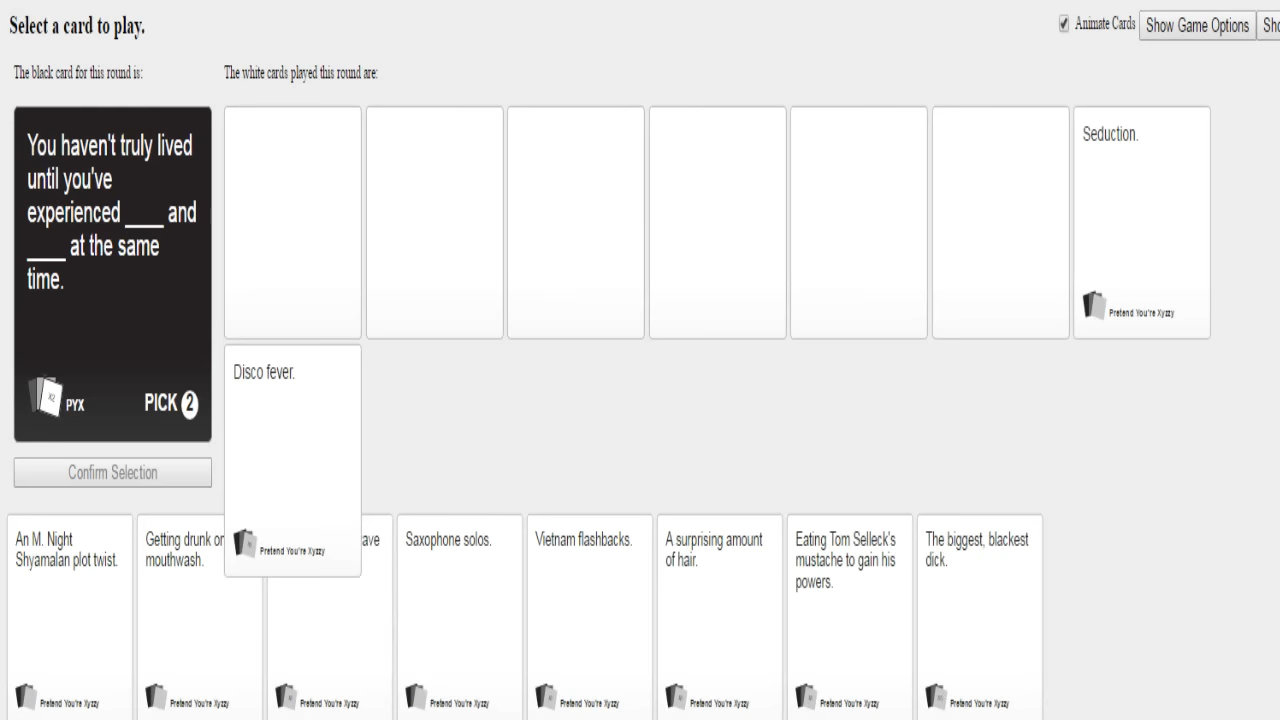 Select a card to play.
Animate Cards
Show Game Options
The black card for this round is:
The white cards played this round are:
You haven't truly lived
until you've
experienced ____ and
____ at the same
time.
PYX
PICK 2
Confirm Selection
Seduction.
Pretend You're Xyzzy
Disco fever.
Pretend You're Xyzzy
An M. Night
Shyamalan plot twist.
Pretend You're Xyzzy
Getting drunk on
mouthwash.
Pretend You're Xyzzy
Pretend You're Xyzzy
Saxophone solos.
Pretend You're Xyzzy
Vietnam flashbacks.
Pretend You're Xyzzy
A surprising amount
of hair.
Pretend You're Xyzzy
Eating Tom Selleck's
mustache to gain his
powers.
Pretend You're Xyzzy
The biggest, blackest
dick.
Pretend You're Xyzzy